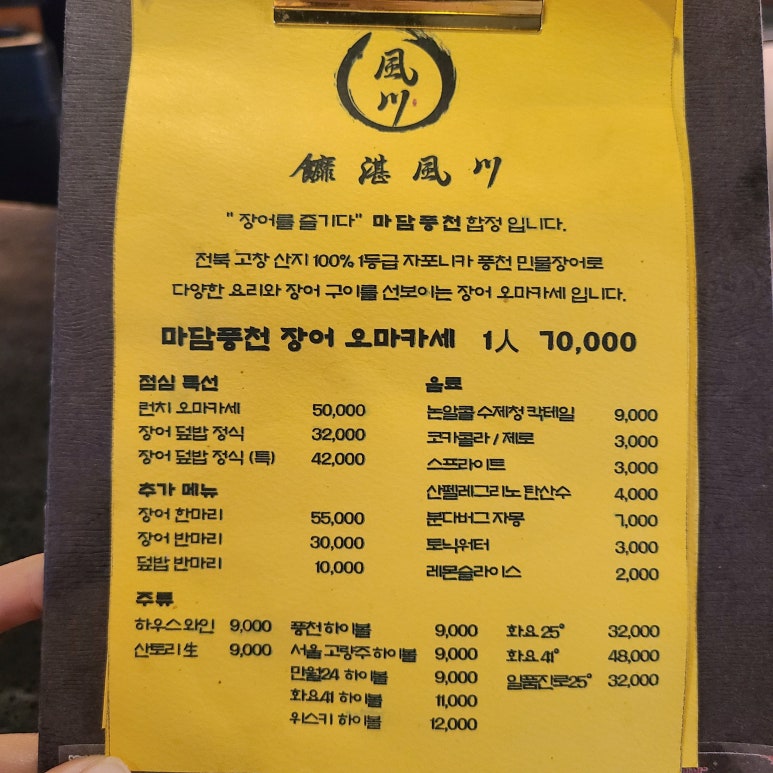 風
川
饝 湛 風 川
"장어를 즐기다" 마담풍천 합정 입니다.
전북 고창 산지 100% 1등급 자포니카 풍천 민물장어로
다양한 요리와 장어 구이를 선보이는 장어 오마카세 입니다.
마담풍천 장어 오마카세 1人 70,000
점심 특선
런치 오마카세 50,000
장어 덮밥 정식 32,000
장어 덮밥 정식 (특) 42,000
추가 메뉴
장어 한마리 55,000
장어 반마리 30,000
덮밥 반마리 10,000
음료
논알콜 수제청 칵테일 9,000
코카콜라 / 제로 3,000
스프라이트 3,000
산펠레그리노 탄산수 4,000
분다버그 자몽 7,000
토닉워터 3,000
레몬슬라이스 2,000
주류
하우스와인 9,000
산토리生 9,000
풍천하이볼 9,000
서울 고량주 하이볼 9,000
민월24 하이볼 9,000
화요41 하이볼 11,000
위스키 하이볼 12,000
화요 25° 32,000
화요 41° 48,000
일품진로25° 32,000